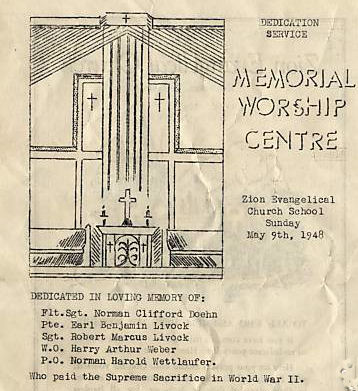 DEDICATION
SERVICE
MEMORIAL
WORSHIP
CENTRE
Zion Evangelical
Church School
Sunday
May 9th, 1948
DEDICATED IN LOVING MEMORY OF:
Flt.Sgt. Norman Clifford Doehn
Pte. Earl Benjamin Livock
Sgt. Robert Marcus Livock
W.O. Harry Arthur Weber
P.O. Norman Harold Wettlaufer.
Who paid the Supreme Sacrifice in World War II.